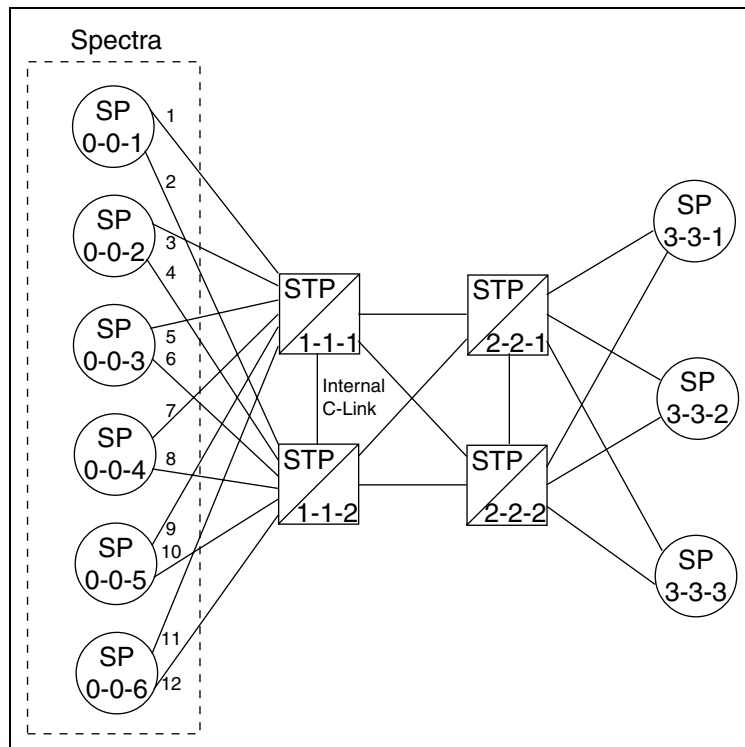 Spectra
SP
0-0-1
1
2
SP
0-0-2
3
4
SP
0-0-3
5
6
SP
0-0-4
7
8
SP
0-0-5
9
10
SP
0-0-6
11
12
STP
1-1-1
Internal
C-Link
STP
1-1-2
STP
2-2-1
STP
2-2-2
SP
3-3-1
SP
3-3-2
SP
3-3-3